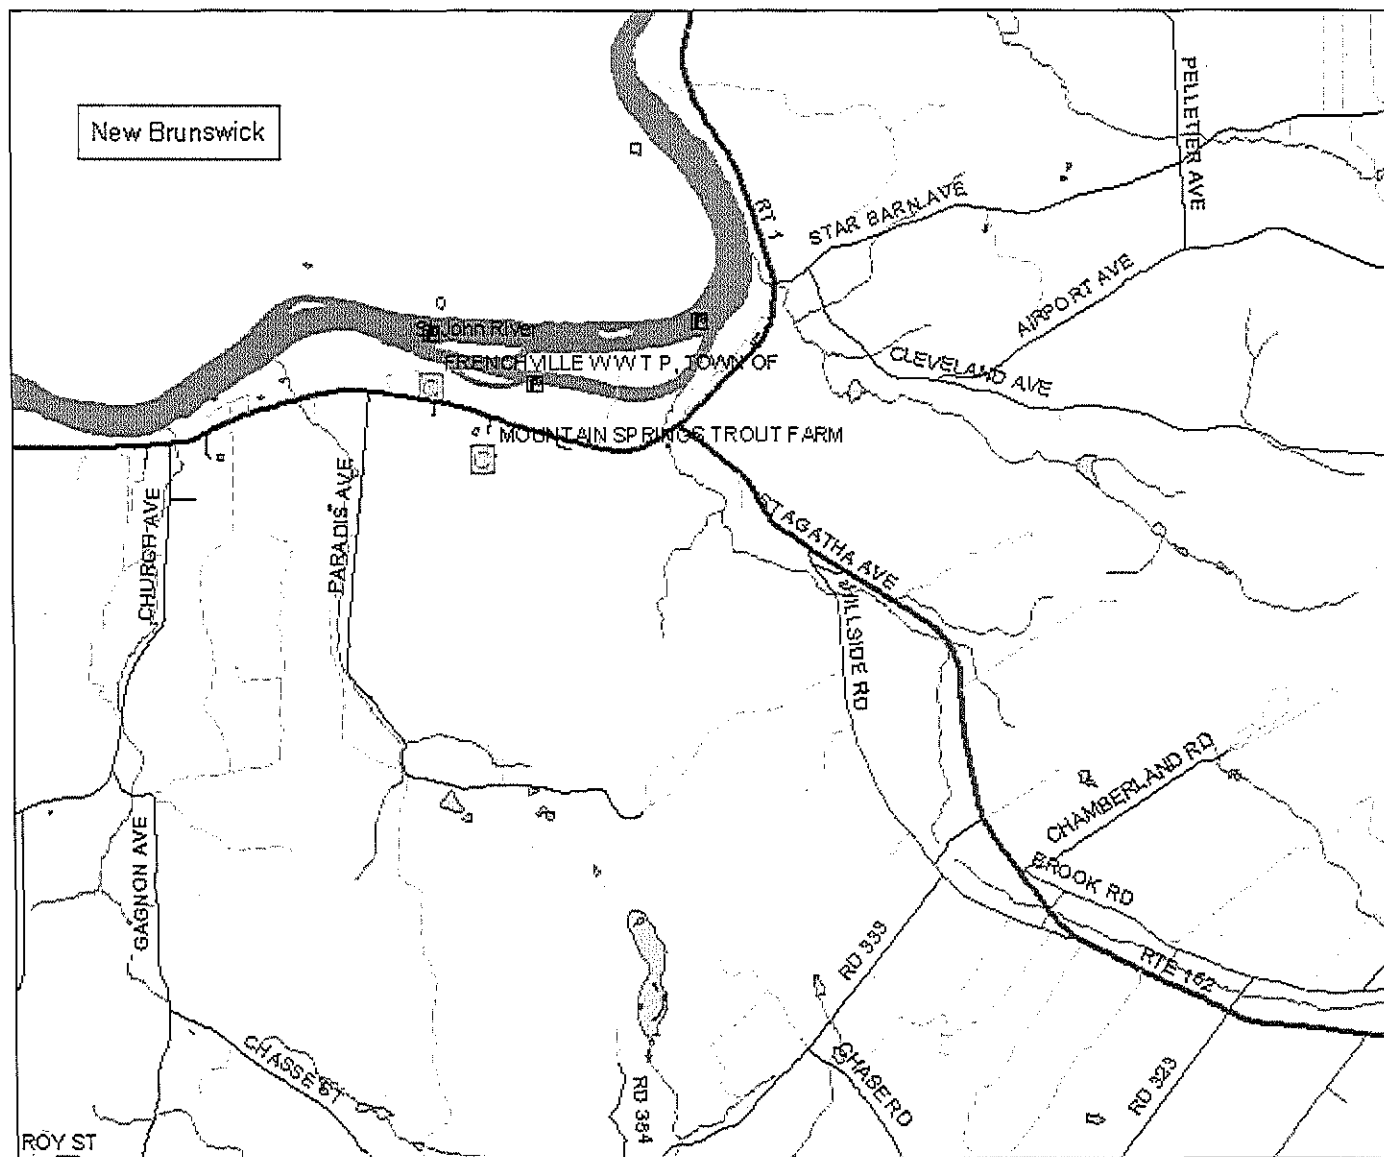 New Brunswick
PELLETIER AVE
RT 1
STAR BARN AVE
AIRPORT AVE
St John River
CLEVELAND AVE
FRENCHVILLE WWTP, TOWN OF
MOUNTAIN SPRINGS TROUT FARM
CHURCH AVE
PARADIS AVE
ST AGATHA AVE
HILLSIDE RD
CHAMBERLAND RD
BROOK RD
GAGNON AVE
RD 333
RTE 162
CHASSE ST
CHASE RD
RD 384
RD 323
ROY ST